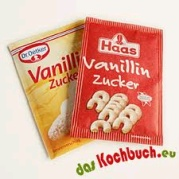 Dr.Oetker
Vanillin
Zucker
Haas
Vanillin
Zucker
das Kochbuch.eu